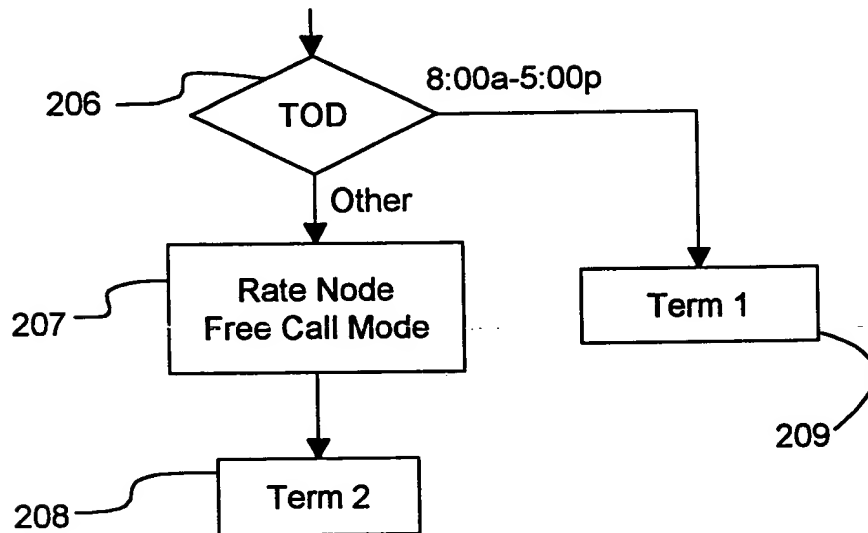 206
TOD
8:00a-5:00p
Other
207
Rate Node
Free Call Mode
Term 1
209
208
Term 2